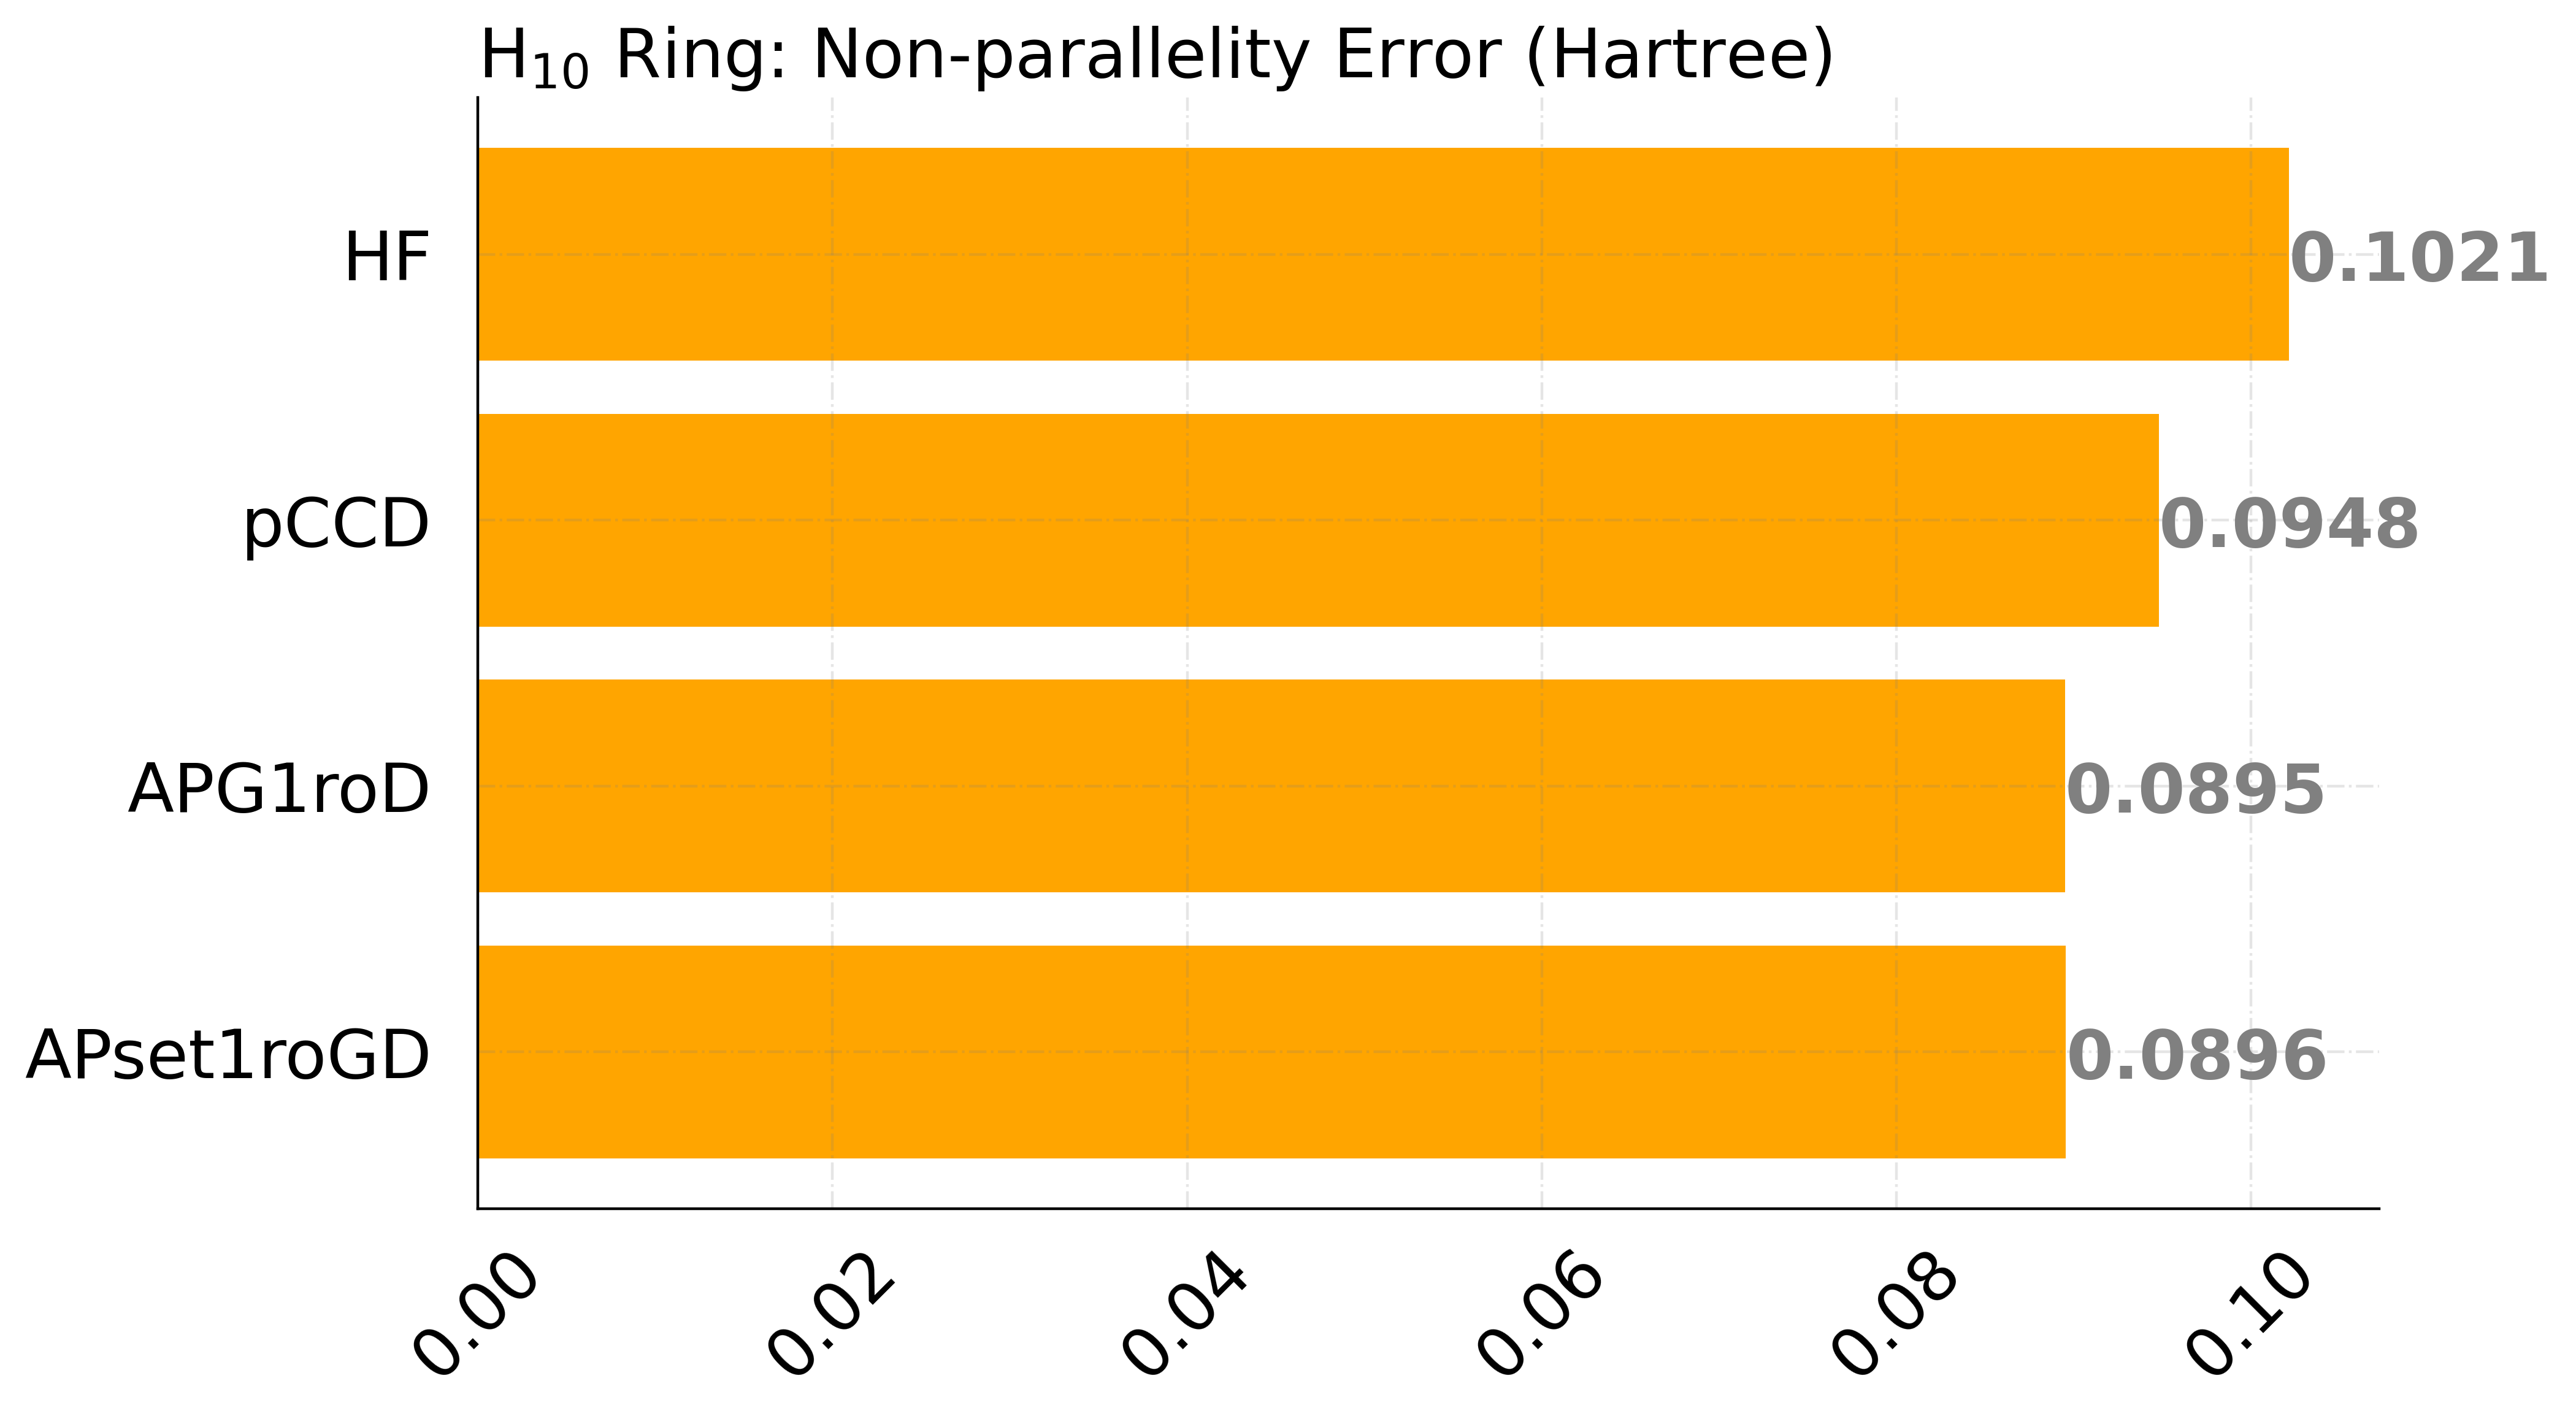 H₁₀ Ring: Non-parallelity Error (Hartree)
HF 0.1021
pCCD 0.0948
APG1roD 0.0895
APset1roGD 0.0896
0.00 0.02 0.04 0.06 0.08 0.10